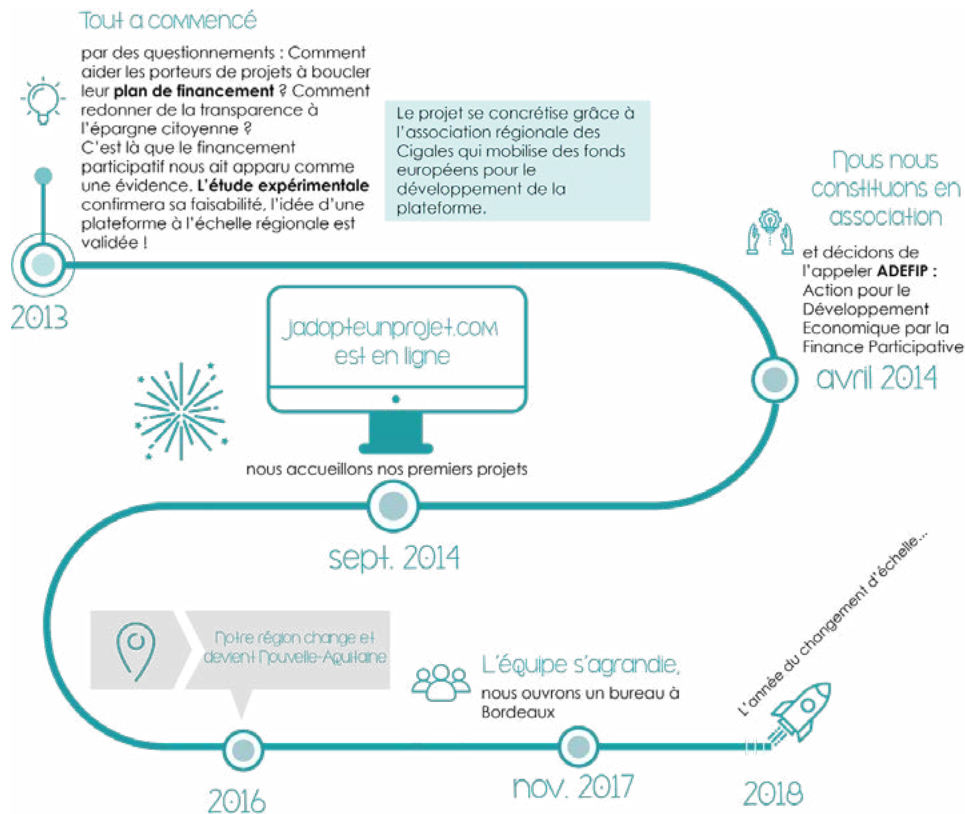 Tout a commencé
par des questionnements : Comment
aider les porteurs de projets à boucler
leur plan de financement ? Comment
redonner de la transparence à
l'épargne citoyenne ?
C'est là que le financement
participatif nous ait apparu comme
une évidence. L'étude expérimentale
confirmera sa faisabilité, l'idée d'une
plateforme à l'échelle régionale est
validée !
2013
Le projet se concrétise grâce à
l'association régionale des
Cigales qui mobilise des fonds
européens pour le
développement de la
plateforme.
Nous nous
constituons en
association
et décidons de
l'appeler ADEFIP :
Action pour le
Développement
Economique par la
Finance Participative
avril 2014
jadopteunprojet.com
est en ligne
nous accueillons nos premiers projets
sept. 2014
Notre région change et
devient Nouvelle-Aquitaine
2016
L'équipe s'agrandie,
nous ouvrons un bureau à
Bordeaux
nov. 2017
L'année du changement d'échelle...
2018